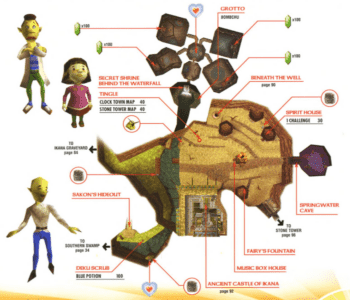 GROTTO
BOMBCHU
x100
x100
x100
x100
SECRET SHRINE
BEHIND THE WATERFALL
BENEATH THE WELL
page 90
TINGLE
CLOCK TOWN MAP 40
STONE TOWER MAP 40
SPIRIT HOUSE
1 CHALLENGE 30
TO
IKANA GRAVEYARD
page 84
SPRINGWATER
CAVE
SAKON'S HIDEOUT
TO
STONE TOWER
page 95
TO
SOUTHERN SWAMP
page 24
FAIRY'S FOUNTAIN
MUSIC BOX HOUSE
DEKU SCRUB
BLUE POTION 100
ANCIENT CASTLE OF IKANA
page 92